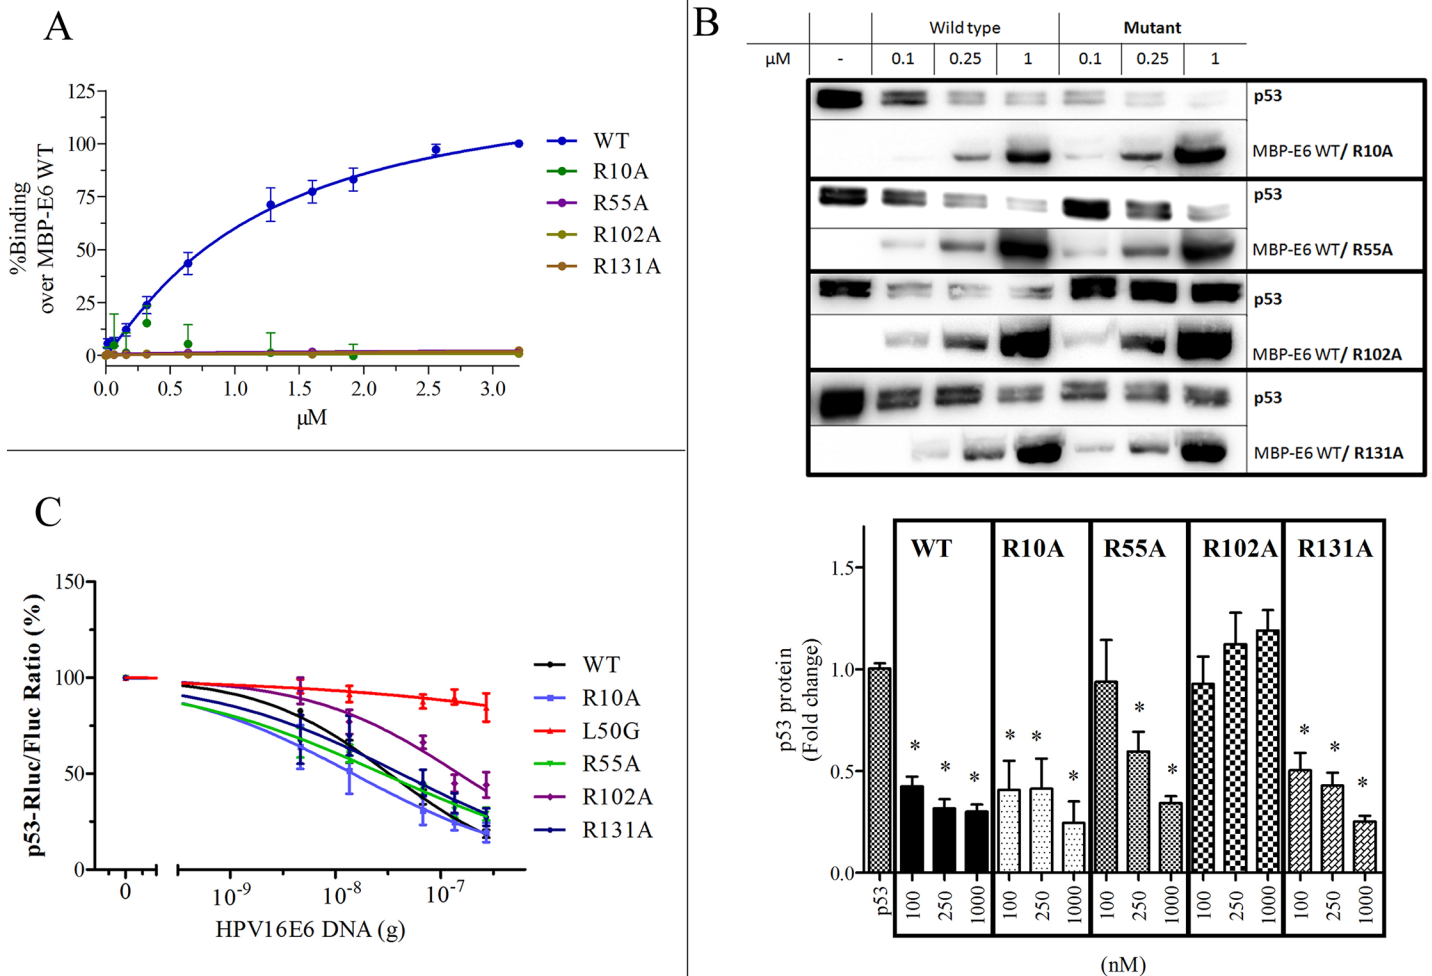 A
%Binding
over MBP-E6 WT
125
100
75
50
25
0
0.0 0.5 1.0 1.5 2.0 2.5 3.0
µM
WT
R10A
R55A
R102A
R131A
B
Wild type Mutant
µM - 0.1 0.25 1 0.1 0.25 1
p53
MBP-E6 WT/ R10A
p53
MBP-E6 WT/ R55A
p53
MBP-E6 WT/ R102A
p53
MBP-E6 WT/ R131A
p53 protein
(Fold change)
1.5
1.0
0.5
0.0
WT R10A R55A R102A R131A
* * * * * * * * * * *
p53 100 250 1000 100 250 1000 100 250 1000 100 250 1000 100 250 1000
(nM)
C
p53-Rluc/Fluc Ratio (%)
150
100
50
0
0 10-9 10-8 10-7
HPV16E6 DNA (g)
WT
R10A
L50G
R55A
R102A
R131A